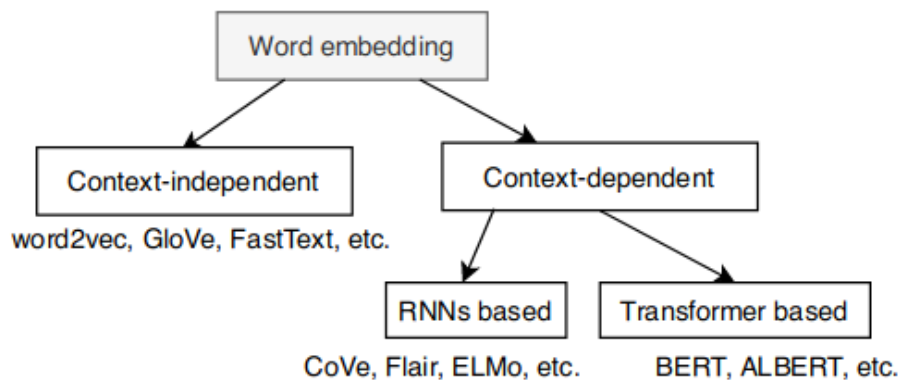 Word embedding
Context-independent
Context-dependent
word2vec, GloVe, FastText, etc.
RNNs based
Transformer based
CoVe, Flair, ELMo, etc.
BERT, ALBERT, etc.